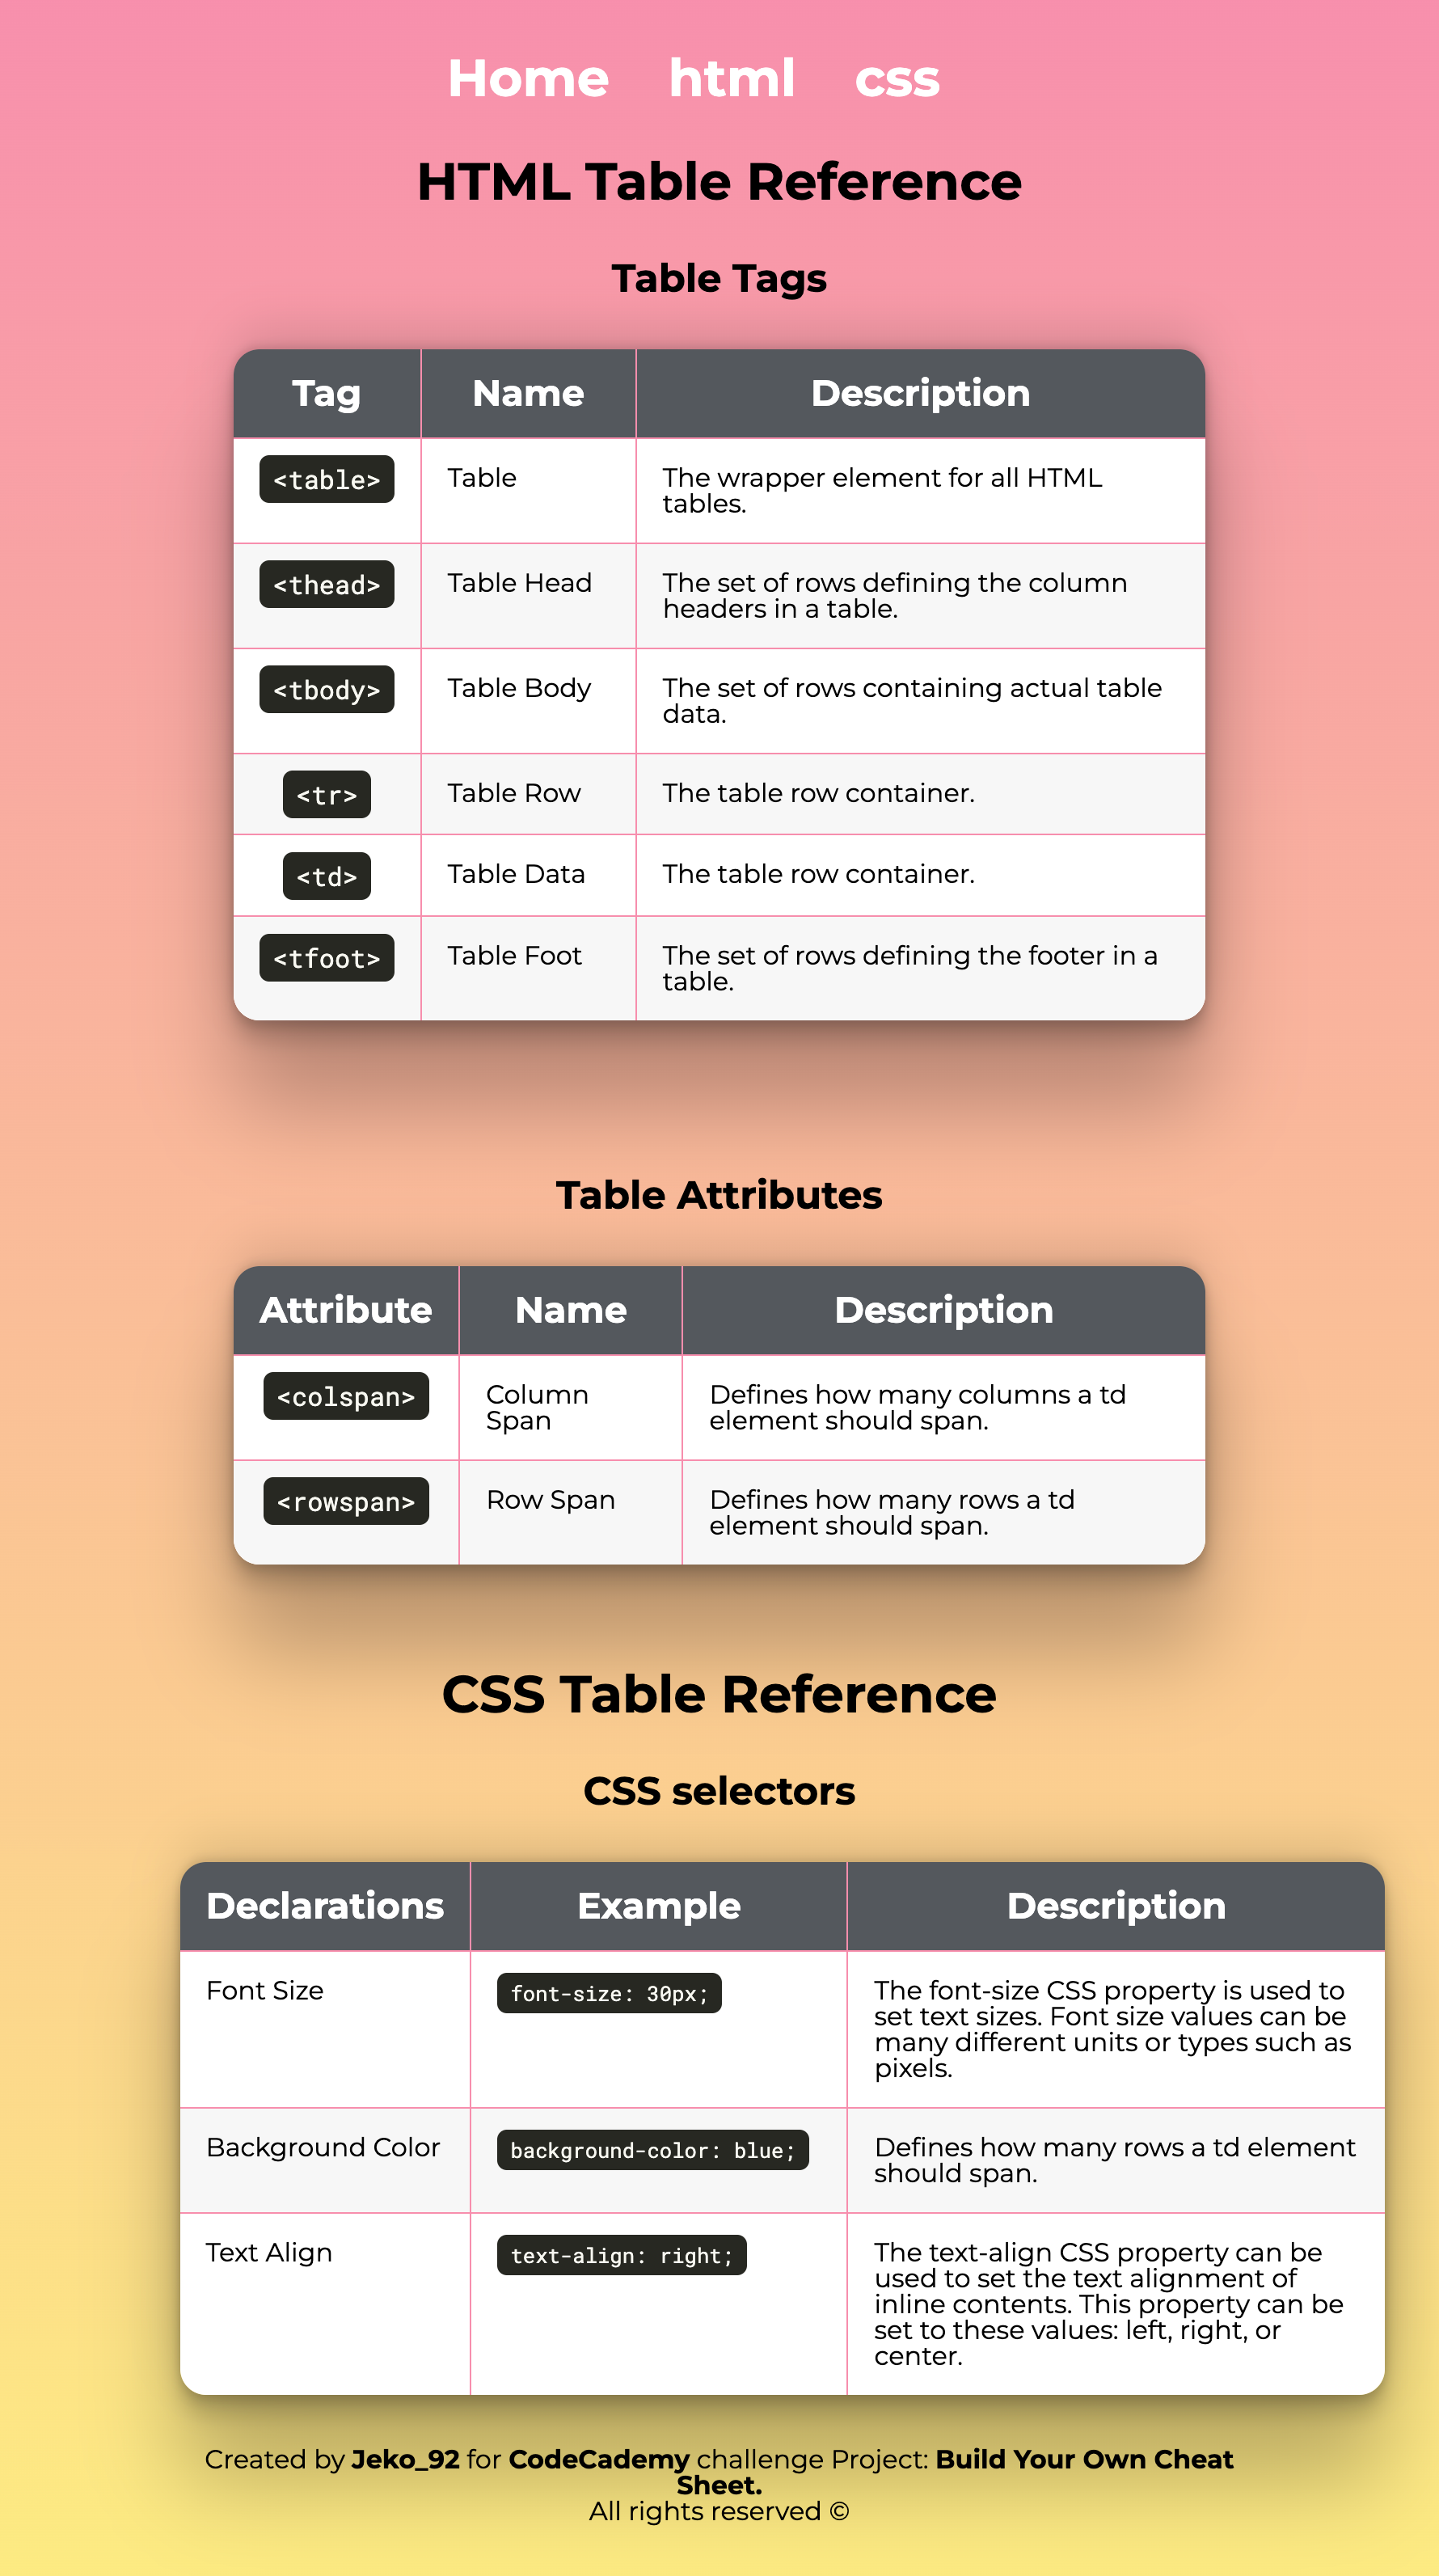 Home html css
HTML Table Reference
Table Tags
Tag Name Description
<table> Table The wrapper element for all HTML
tables.
<thead> Table Head The set of rows defining the column
headers in a table.
<tbody> Table Body The set of rows containing actual table
data.
<tr> Table Row The table row container.
<td> Table Data The table row container.
<tfoot> Table Foot The set of rows defining the footer in a
table.
Table Attributes
Attribute Name Description
<colspan> Column Defines how many columns a td
Span element should span.
<rowspan> Row Span Defines how many rows a td
element should span.
CSS Table Reference
CSS selectors
Declarations Example Description
Font Size font-size: 30px; The font-size CSS property is used to
set text sizes. Font size values can be
many different units or types such as
pixels.
Background Color background-color: blue; Defines how many rows a td element
should span.
Text Align text-align: right; The text-align CSS property can be
used to set the text alignment of
inline contents. This property can be
set to these values: left, right, or
center.
Created by Jeko_92 for CodeCademy challenge Project: Build Your Own Cheat
Sheet.
All rights reserved ©